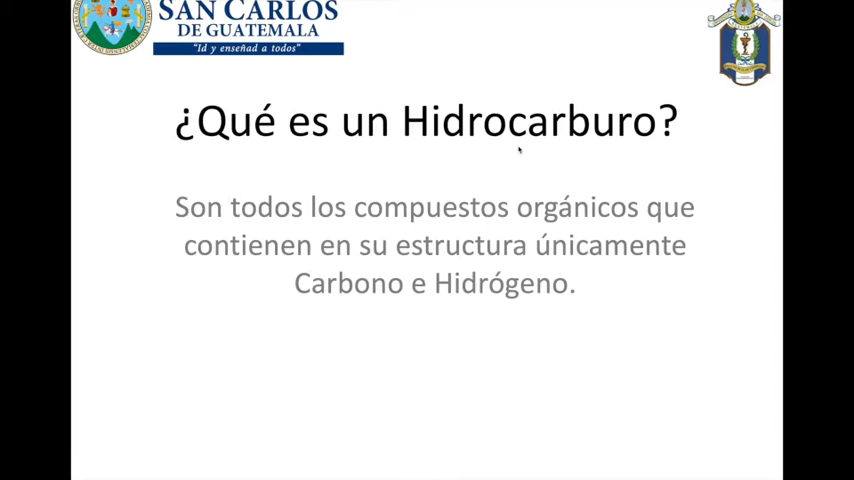 SAN CARLOS
DE GUATEMALA
"Id y enseñad a todos"
¿Qué es un Hidrocarburo?
Son todos los compuestos orgánicos que
contienen en su estructura únicamente
Carbono e Hidrógeno.